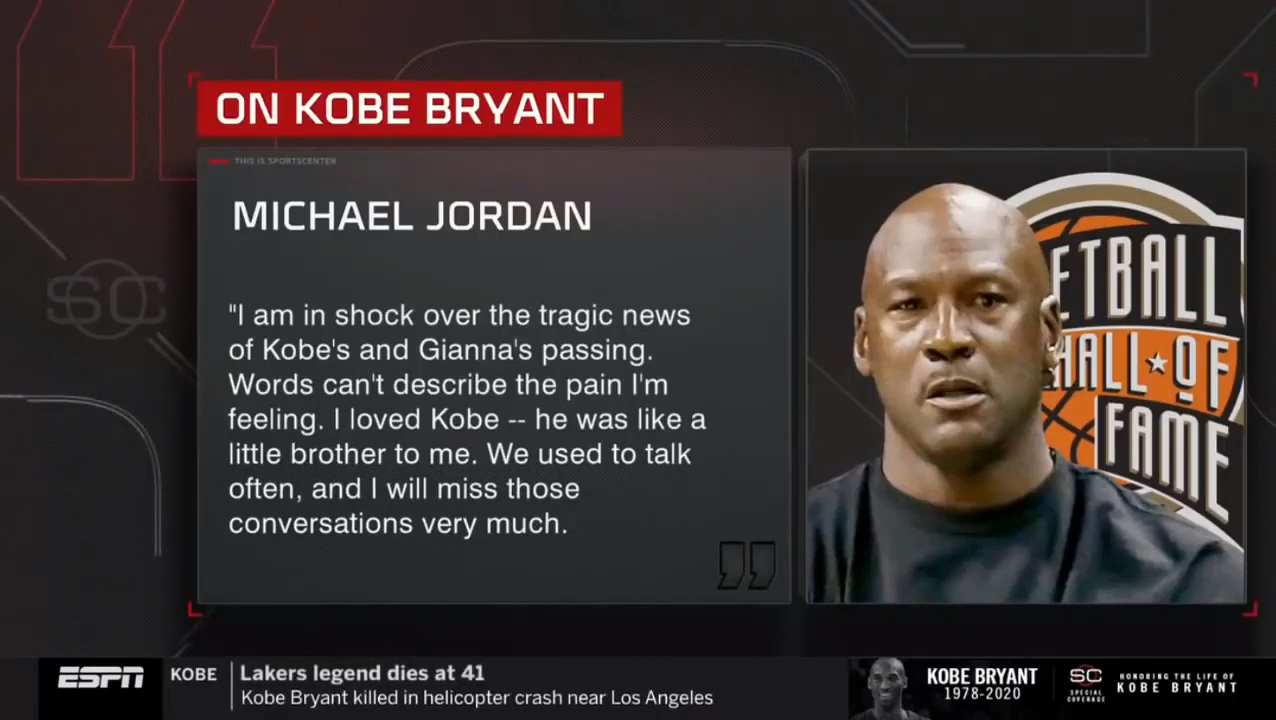 ON KOBE BRYANT
THIS IS SPORTSCENTER
MICHAEL JORDAN
"I am in shock over the tragic news
of Kobe's and Gianna's passing.
Words can't describe the pain I'm
feeling. I loved Kobe -- he was like a
little brother to me. We used to talk
often, and I will miss those
conversations very much.
SC
ETBALL
HALL OF
FAME
ESPN
KOBE
Lakers legend dies at 41
Kobe Bryant killed in helicopter crash near Los Angeles
KOBE BRYANT
1978-2020
SC
SPECIAL
COVERAGE
HONORING THE LIFE OF
KOBE BRYANT